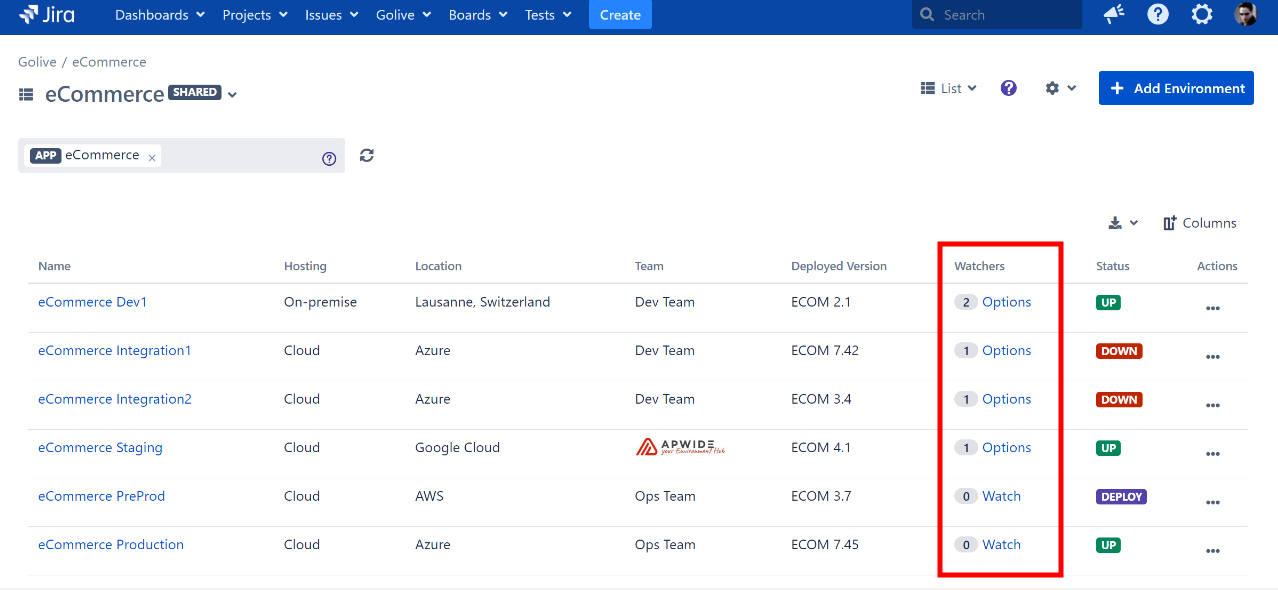 Jira Dashboards Projects Issues Golive Boards Tests Create Search
Golive / eCommerce
eCommerce SHARED
List Add Environment
APP eCommerce
Columns
Name Hosting Location Team Deployed Version Watchers Status Actions
eCommerce Dev1 On-premise Lausanne, Switzerland Dev Team ECOM 2.1 2 Options UP
eCommerce Integration1 Cloud Azure Dev Team ECOM 7.42 1 Options DOWN
eCommerce Integration2 Cloud Azure Dev Team ECOM 3.4 1 Options DOWN
eCommerce Staging Cloud Google Cloud APWIDE your Environment Hub ECOM 4.1 1 Options UP
eCommerce PreProd Cloud AWS Ops Team ECOM 3.7 0 Watch DEPLOY
eCommerce Production Cloud Azure Ops Team ECOM 7.45 0 Watch UP